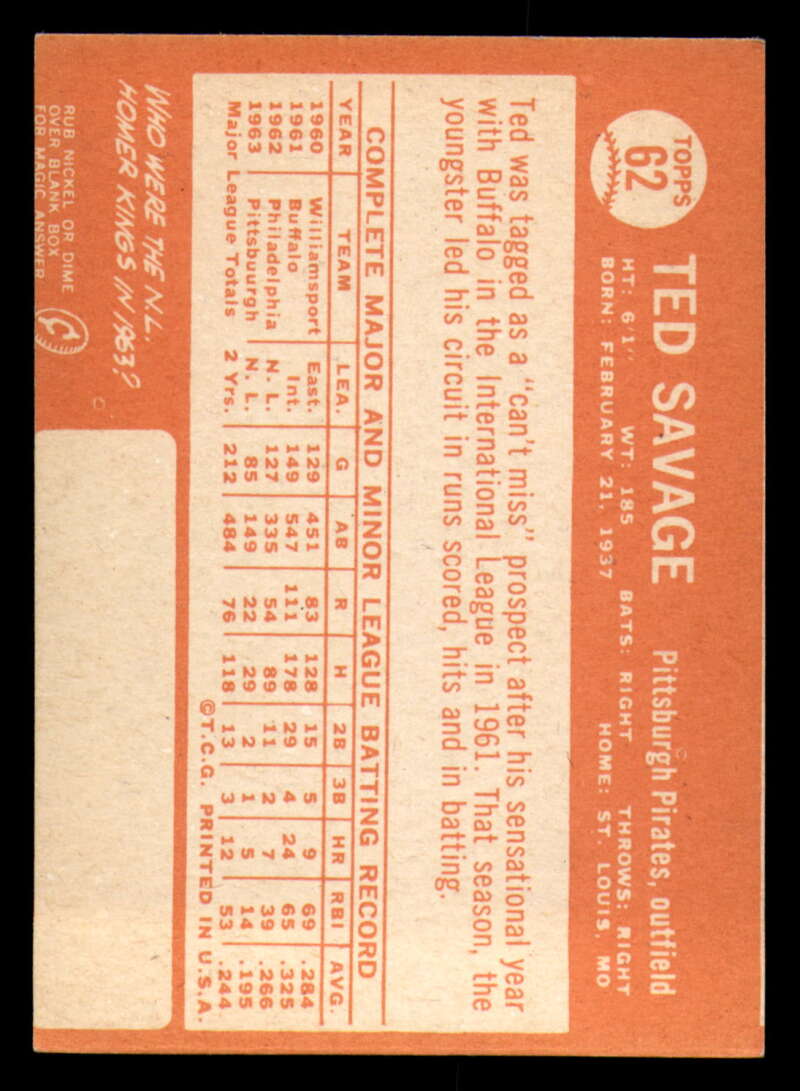 TOPPS
62
TED SAVAGE Pittsburgh Pirates, outfield
HT: 6'1" WT: 185 BATS: RIGHT THROWS: RIGHT
BORN: FEBRUARY 21, 1937 HOME: ST. LOUIS, MO
Ted was tagged as a "can't miss" prospect after his sensational year
with Buffalo in the International League in 1961. That season, the
youngster led his circuit in runs scored, hits and in batting.
COMPLETE MAJOR AND MINOR LEAGUE BATTING RECORD
YEAR TEAM LEA. G AB R H 2B 3B HR RBI AVG.
1960 Williamsport East. 129 451 83 128 15 5 9 69 .284
1961 Buffalo Int. 149 547 111 178 29 4 24 65 .325
1962 Philadelphia N. L. 127 335 54 89 11 2 7 39 .266
1963 Pittsbuurgh N. L. 85 149 22 29 2 1 5 14 .195
Major League Totals 2 Yrs. 212 484 76 118 13 3 12 53 .244
©T.C.G. PRINTED IN U.S.A.
WHO WERE THE N.L.
HOMER KINGS IN 1963?
RUB NICKEL OR DIME
OVER BLANK BOX
FOR MAGIC ANSWER